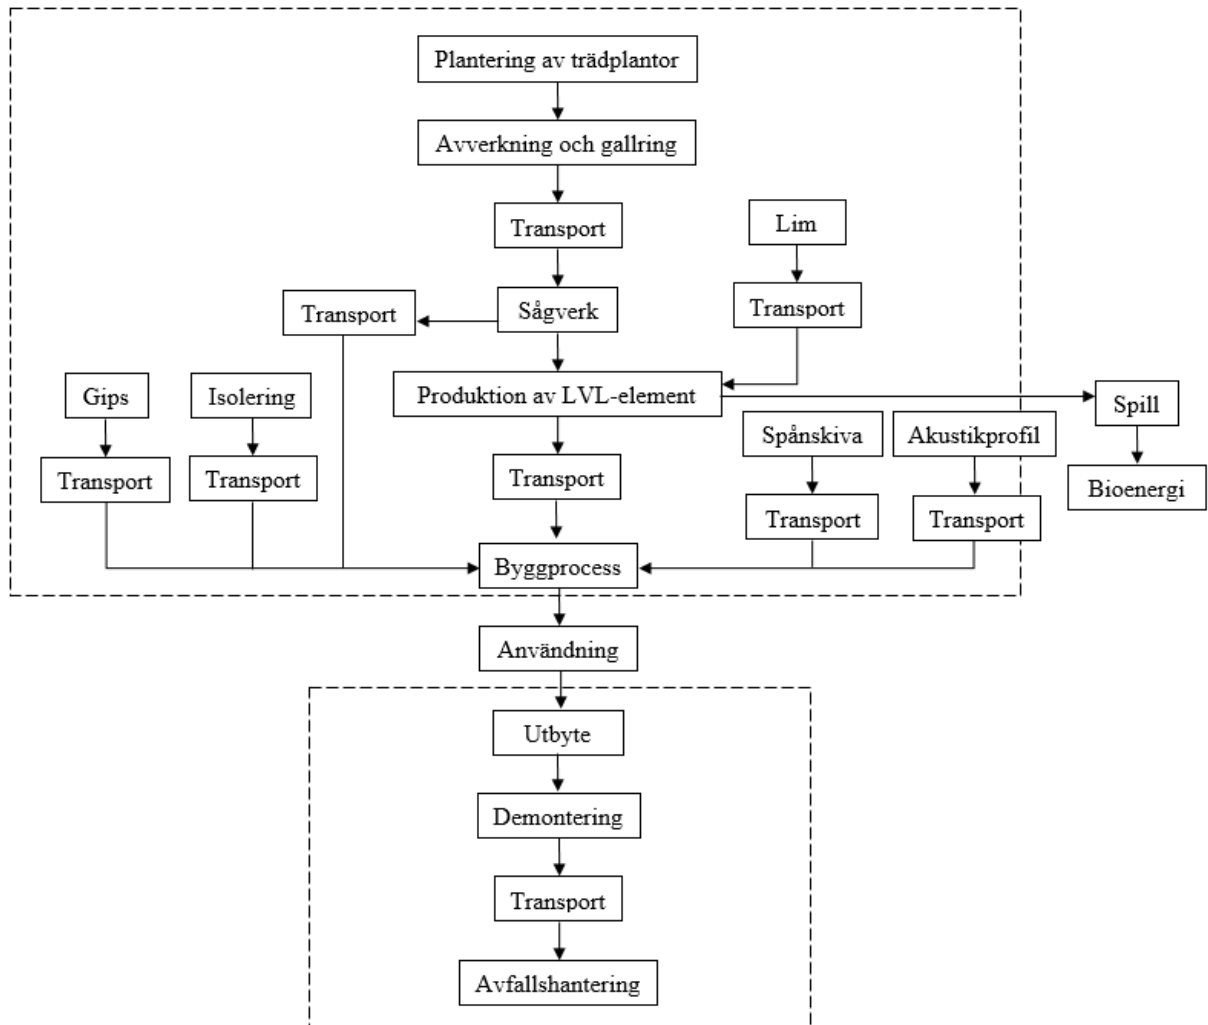 Plantering av trädplantor
Avverkning och gallring
Transport
Lim
Transport
Sågverk
Transport
Produktion av LVL-element
Gips
Isolering
Spill
Spånskiva
Akustikprofil
Transport
Transport
Transport
Bioenergi
Transport
Transport
Byggprocess
Användning
Utbyte
Demontering
Transport
Avfallshantering